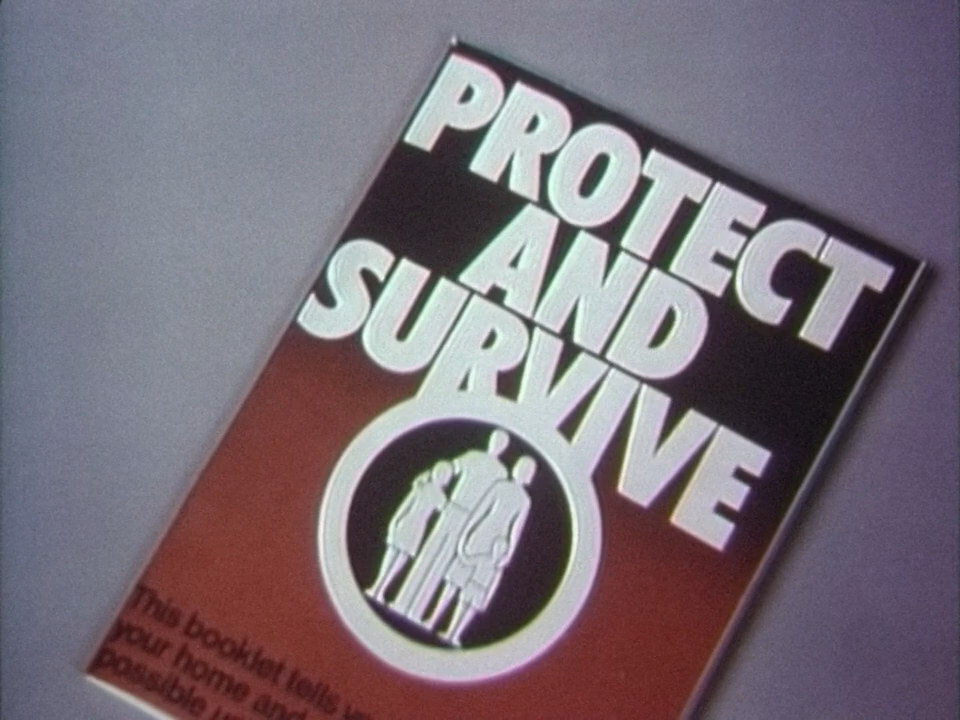 PROTECT
AND
SURVIVE
This booklet tells
your home and
possible